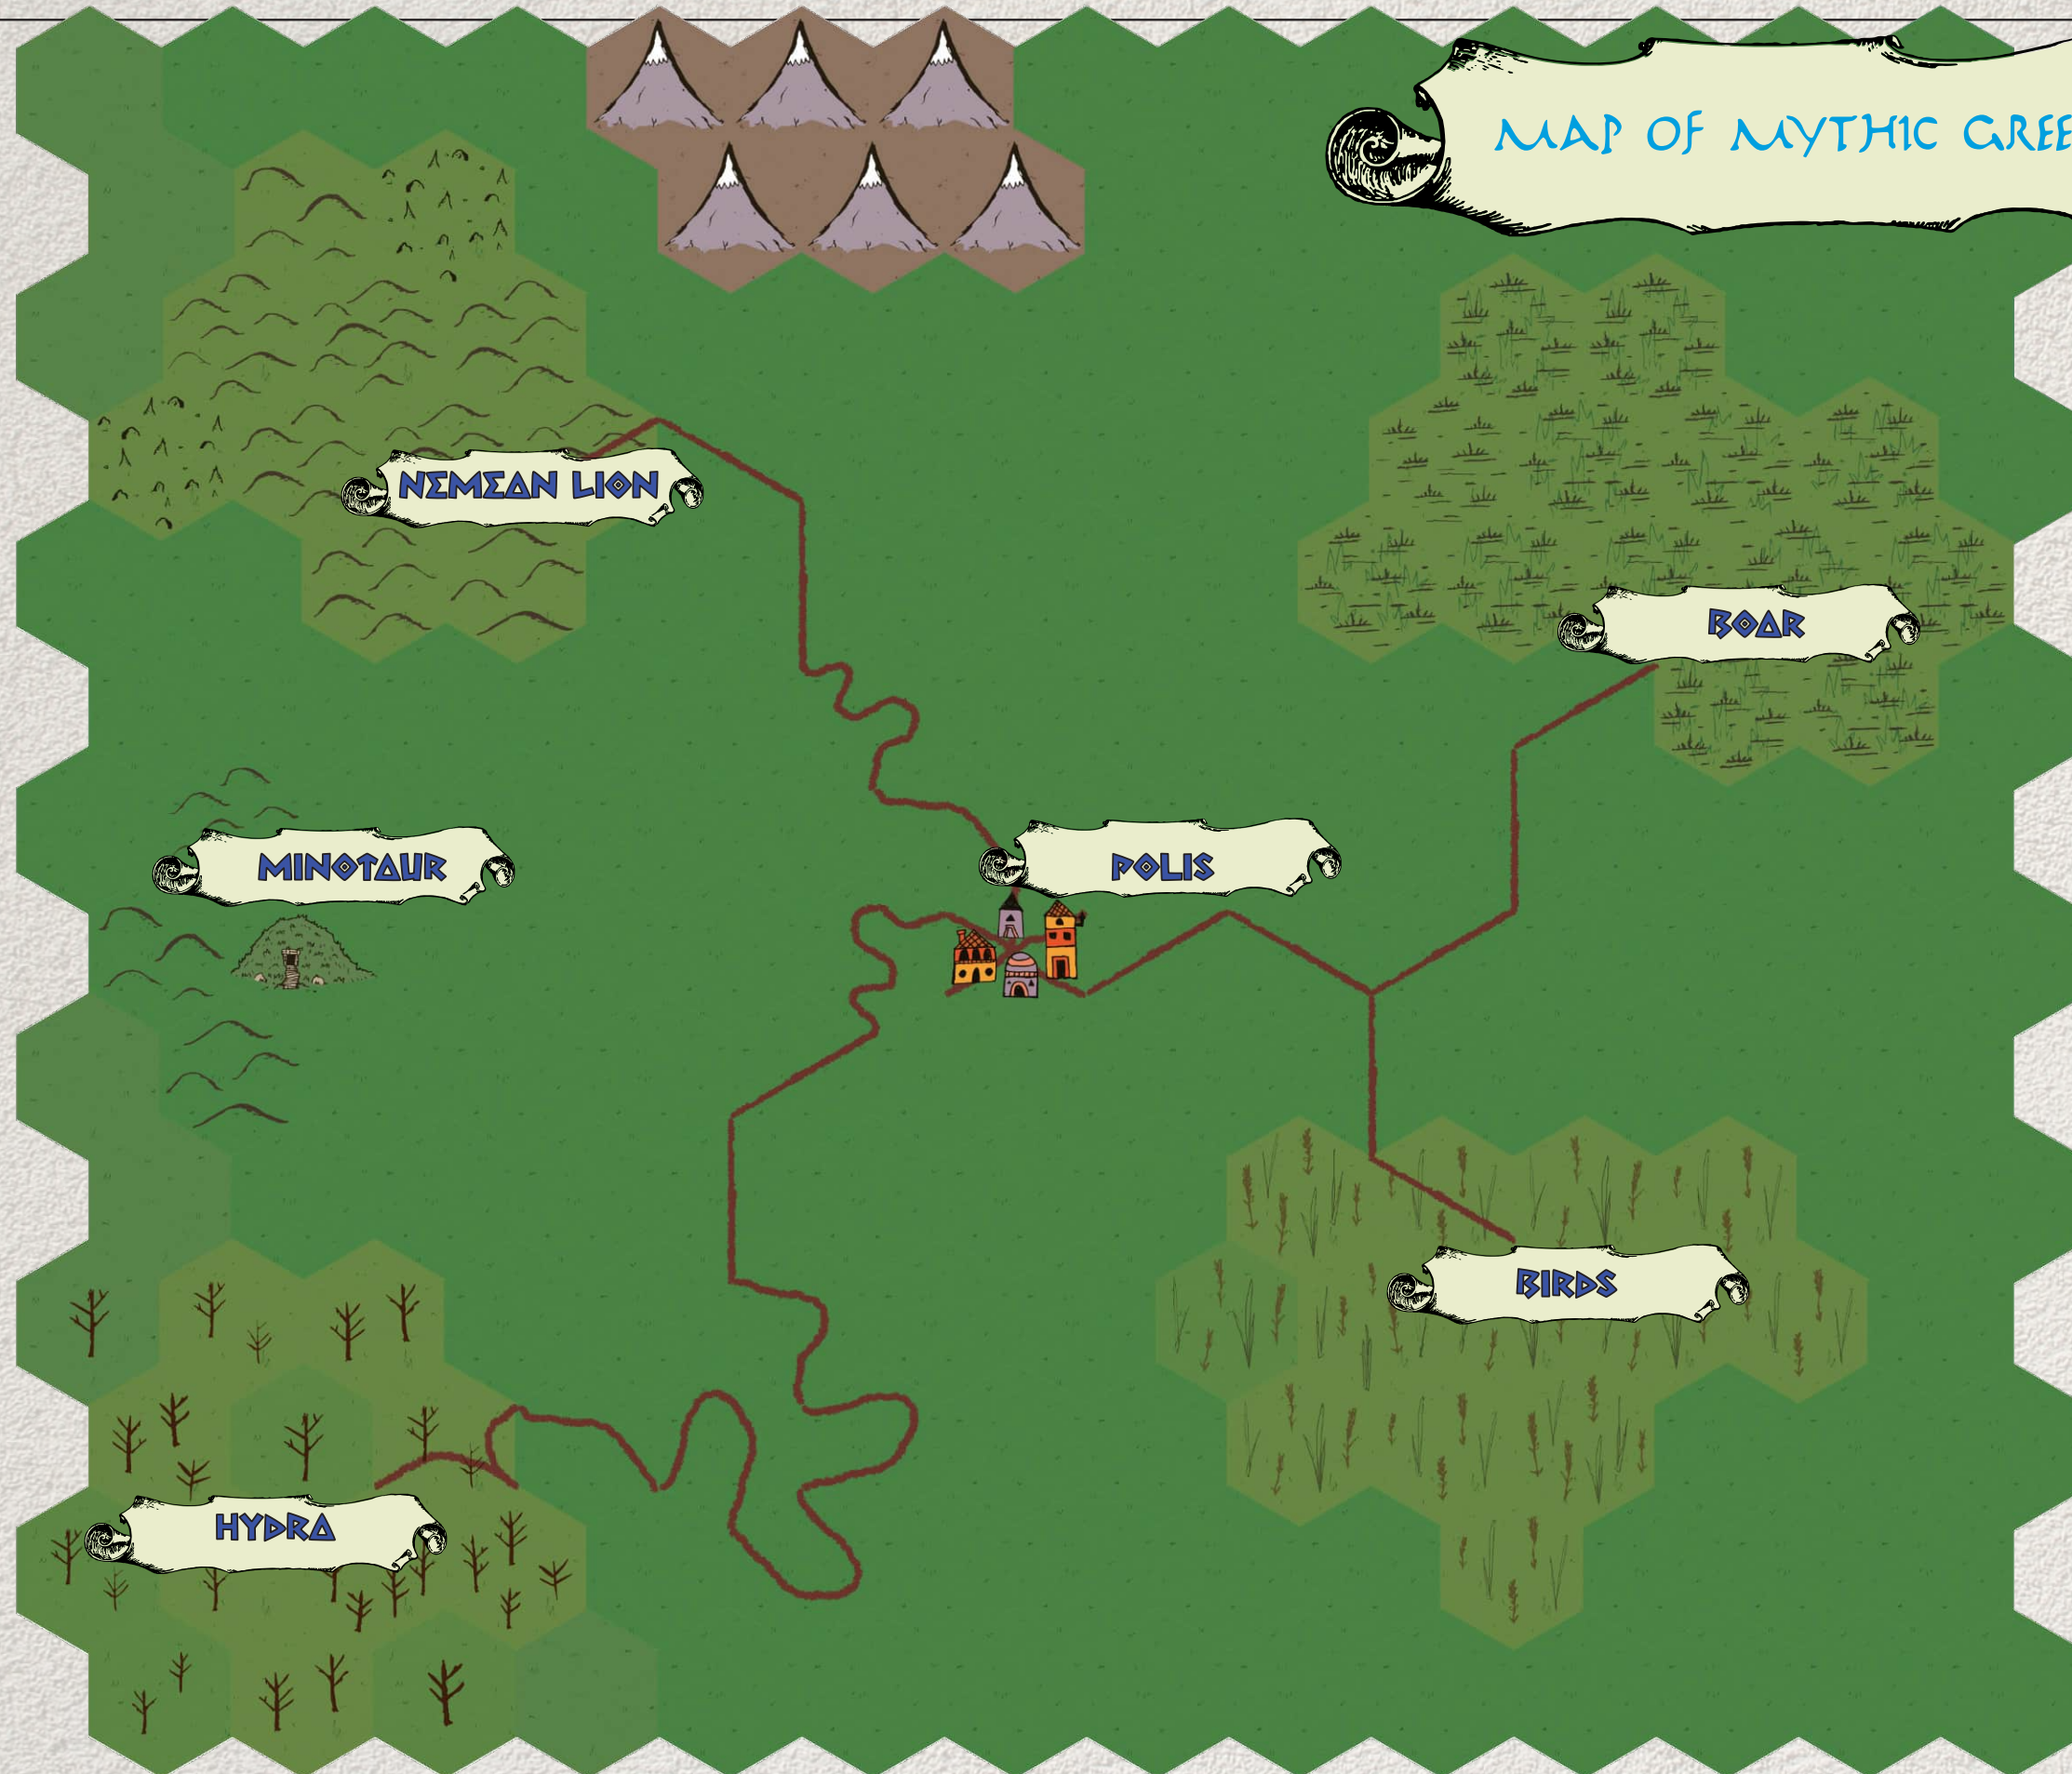 MAP OF MYTHIC GREE
NEMEAN LION
BOAR
MINOTAUR
POLIS
BIRDS
HYDRA